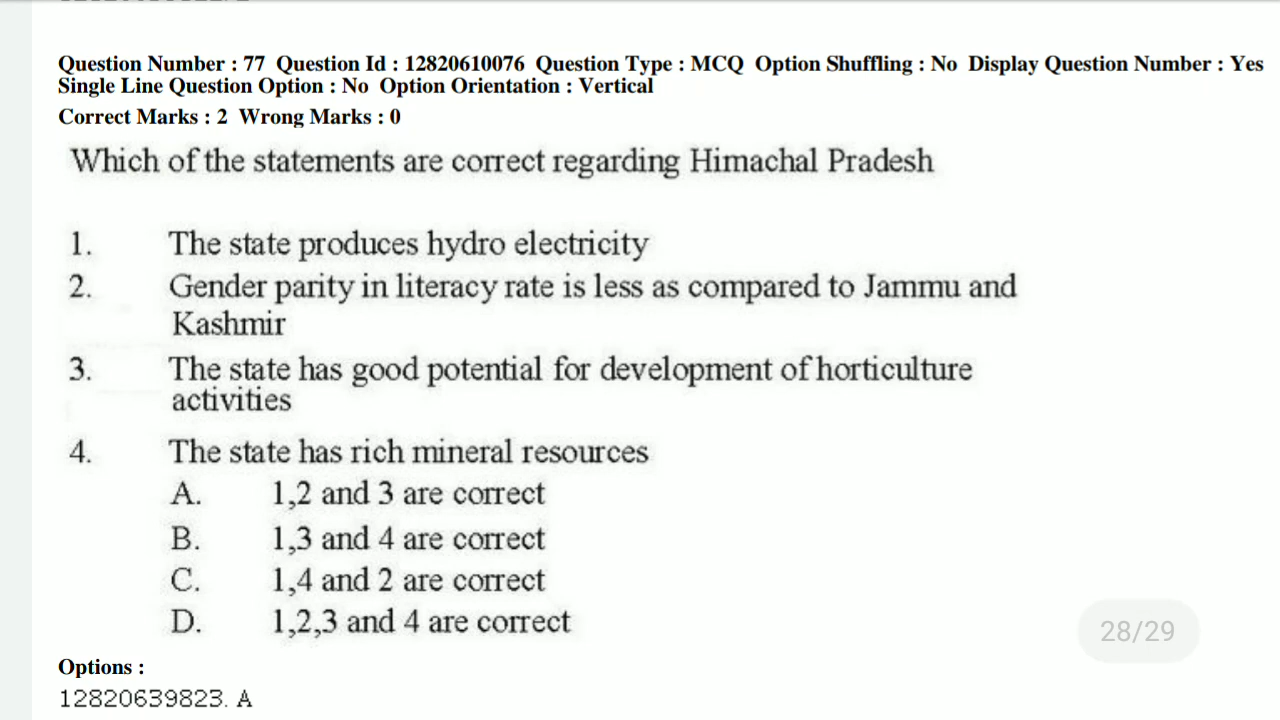 Question Number : 77 Question Id : 12820610076 Question Type : MCQ Option Shuffling : No Display Question Number : Yes
Single Line Question Option : No Option Orientation : Vertical
Correct Marks : 2 Wrong Marks : 0
Which of the statements are correct regarding Himachal Pradesh
1. The state produces hydro electricity
2. Gender parity in literacy rate is less as compared to Jammu and
Kashmir
3. The state has good potential for development of horticulture
activities
4. The state has rich mineral resources
A. 1,2 and 3 are correct
B. 1,3 and 4 are correct
C. 1,4 and 2 are correct
D. 1,2,3 and 4 are correct
28/29
Options :
12820639823. A